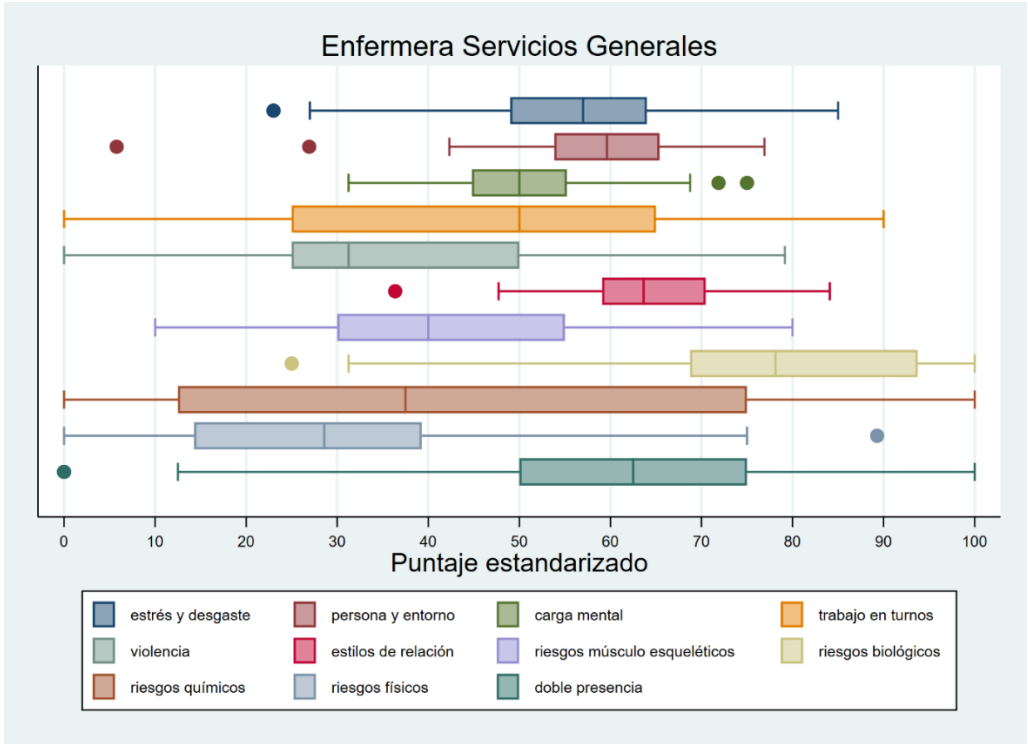 Enfermera Servicios Generales
0 10 20 30 40 50 60 70 80 90 100
Puntaje estandarizado
estrés y desgaste persona y entorno carga mental trabajo en turnos
violencia estilos de relación riesgos músculo esqueléticos riesgos biológicos
riesgos químicos riesgos físicos doble presencia